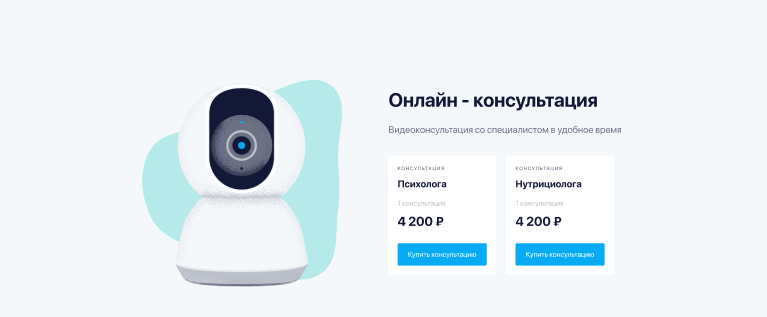 Онлайн - консультация
Видеоконсультация со специалистом в удобное время
КОНСУЛЬТАЦИЯ
Психолога
1 консультация
4 200 ₽
Купить консультацию
КОНСУЛЬТАЦИЯ
Нутрициолога
1 консультация
4 200 ₽
Купить консультацию